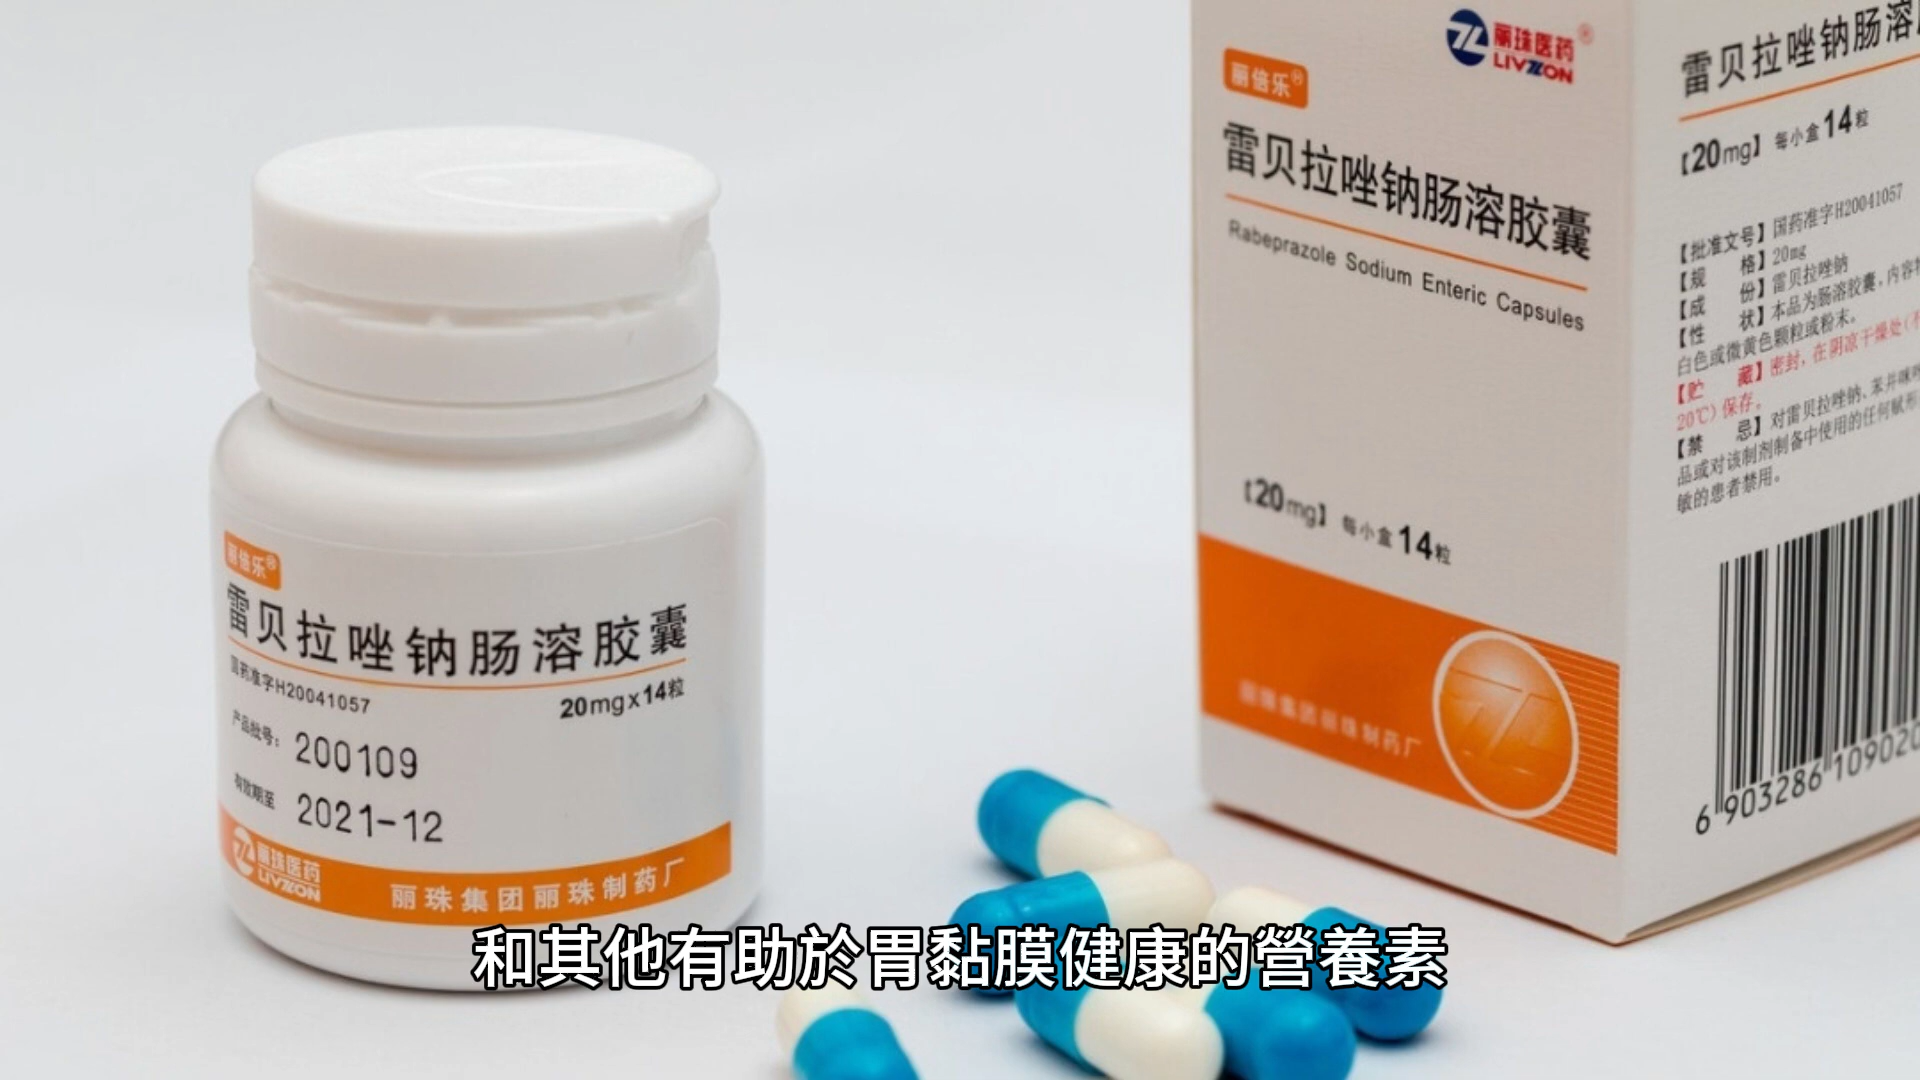 丽倍乐®
雷贝拉唑钠肠溶胶囊
国药准字H20041057
20mgx14粒
产品批号：200109
有效期至 2021-12
丽珠医药
LIVZON
丽珠集团丽珠制药厂
丽珠医药®
LIVZON
丽倍乐®
雷贝拉唑钠肠溶胶囊
Rabeprazole Sodium Enteric Capsules
【20mg】每小盒14粒
丽珠集团丽珠制药厂
雷贝拉唑钠肠溶
【20mg】每小盒14粒
【批准文号】国药准字H20041057
【规 格】20mg
【成 份】雷贝拉唑钠
【性 状】本品为肠溶胶囊，内容物
白色或微黄色颗粒或粉末。
【贮 藏】密封，在阴凉干燥处（不
20℃）保存。
【禁 忌】对雷贝拉唑钠、苯并咪唑
品或对该制剂制备中使用的任何赋形
敏的患者禁用。
6 903286 109020
和其他有助於胃黏膜健康的營養素